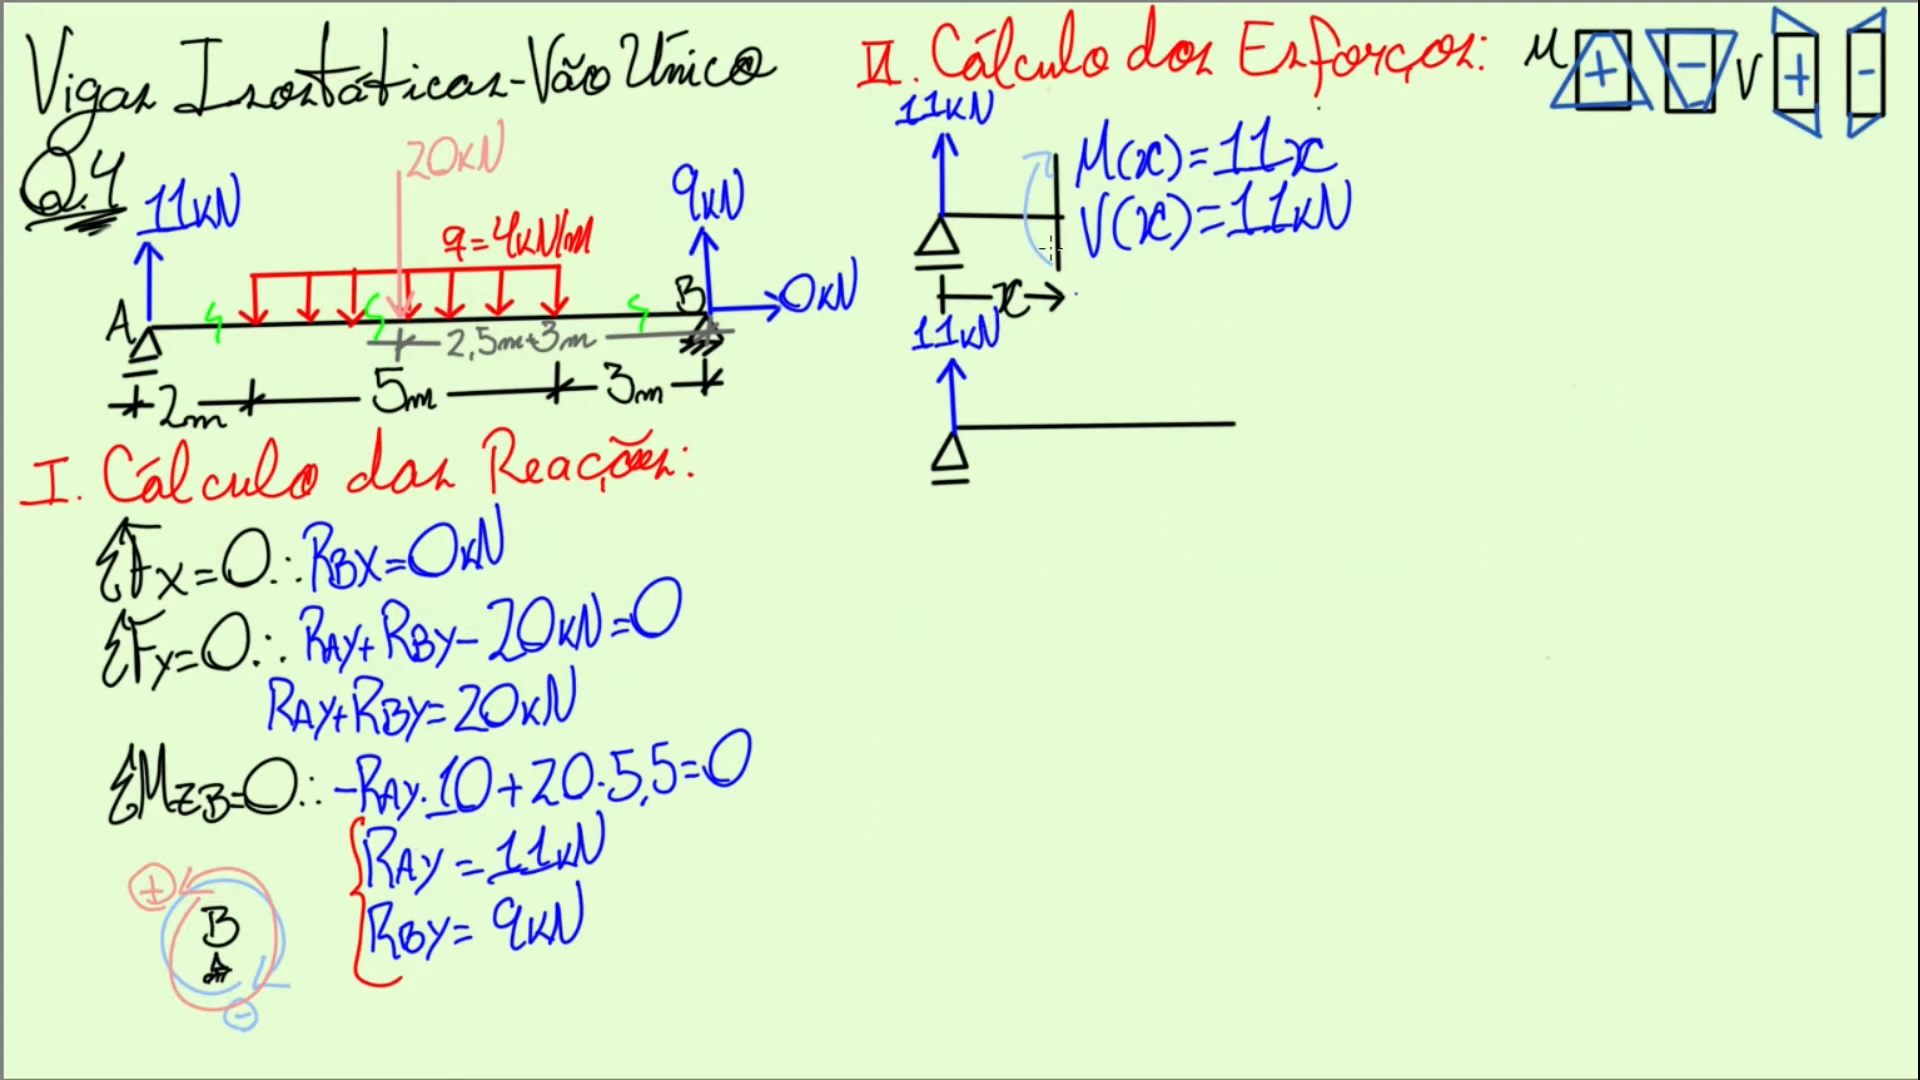 Vigas Isostáticas-Vão Único
Q.4
11kN
20kN
q=4kN/m
9kN
A
B
0kN
2,5m+3m
2m
5m
3m
I. Cálculo das Reações:
ΣFx=0∴RBX=0kN
ΣFy=0∴RAY+RBY-20kN=0
RAY+RBY=20kN
ΣMZB=0∴-RAY.10+20.5,5=0
RAY=11kN
RBY=9kN
+
B
-
II. Cálculo dos Esforços:
M + - V + -
11kN
M(x)=11x
V(x)=11kN
x
11kN